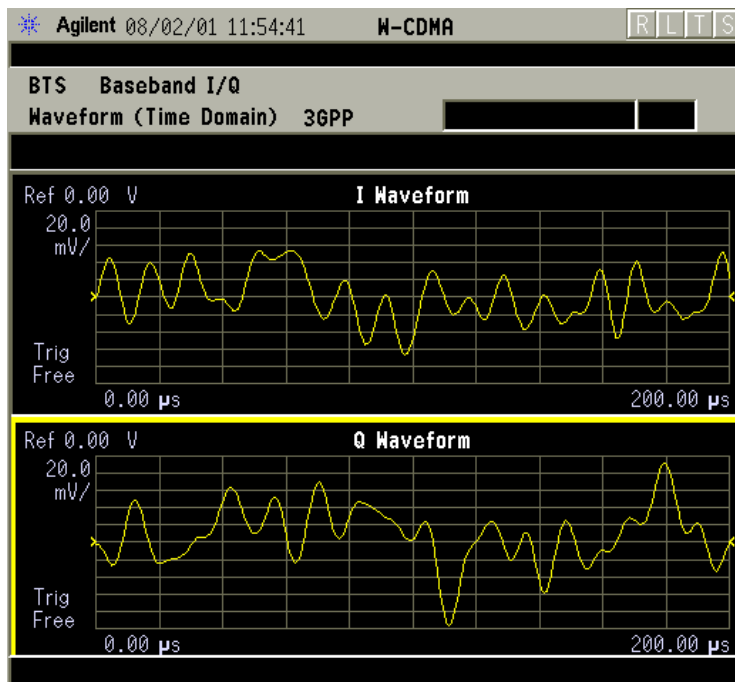 Agilent 08/02/01 11:54:41 W-CDMA R L T S
BTS Baseband I/Q
Waveform (Time Domain) 3GPP
Ref 0.00 V I Waveform
20.0
mV/
Trig
Free
0.00 µs 200.00 µs
Ref 0.00 V Q Waveform
20.0
mV/
Trig
Free
0.00 µs 200.00 µs